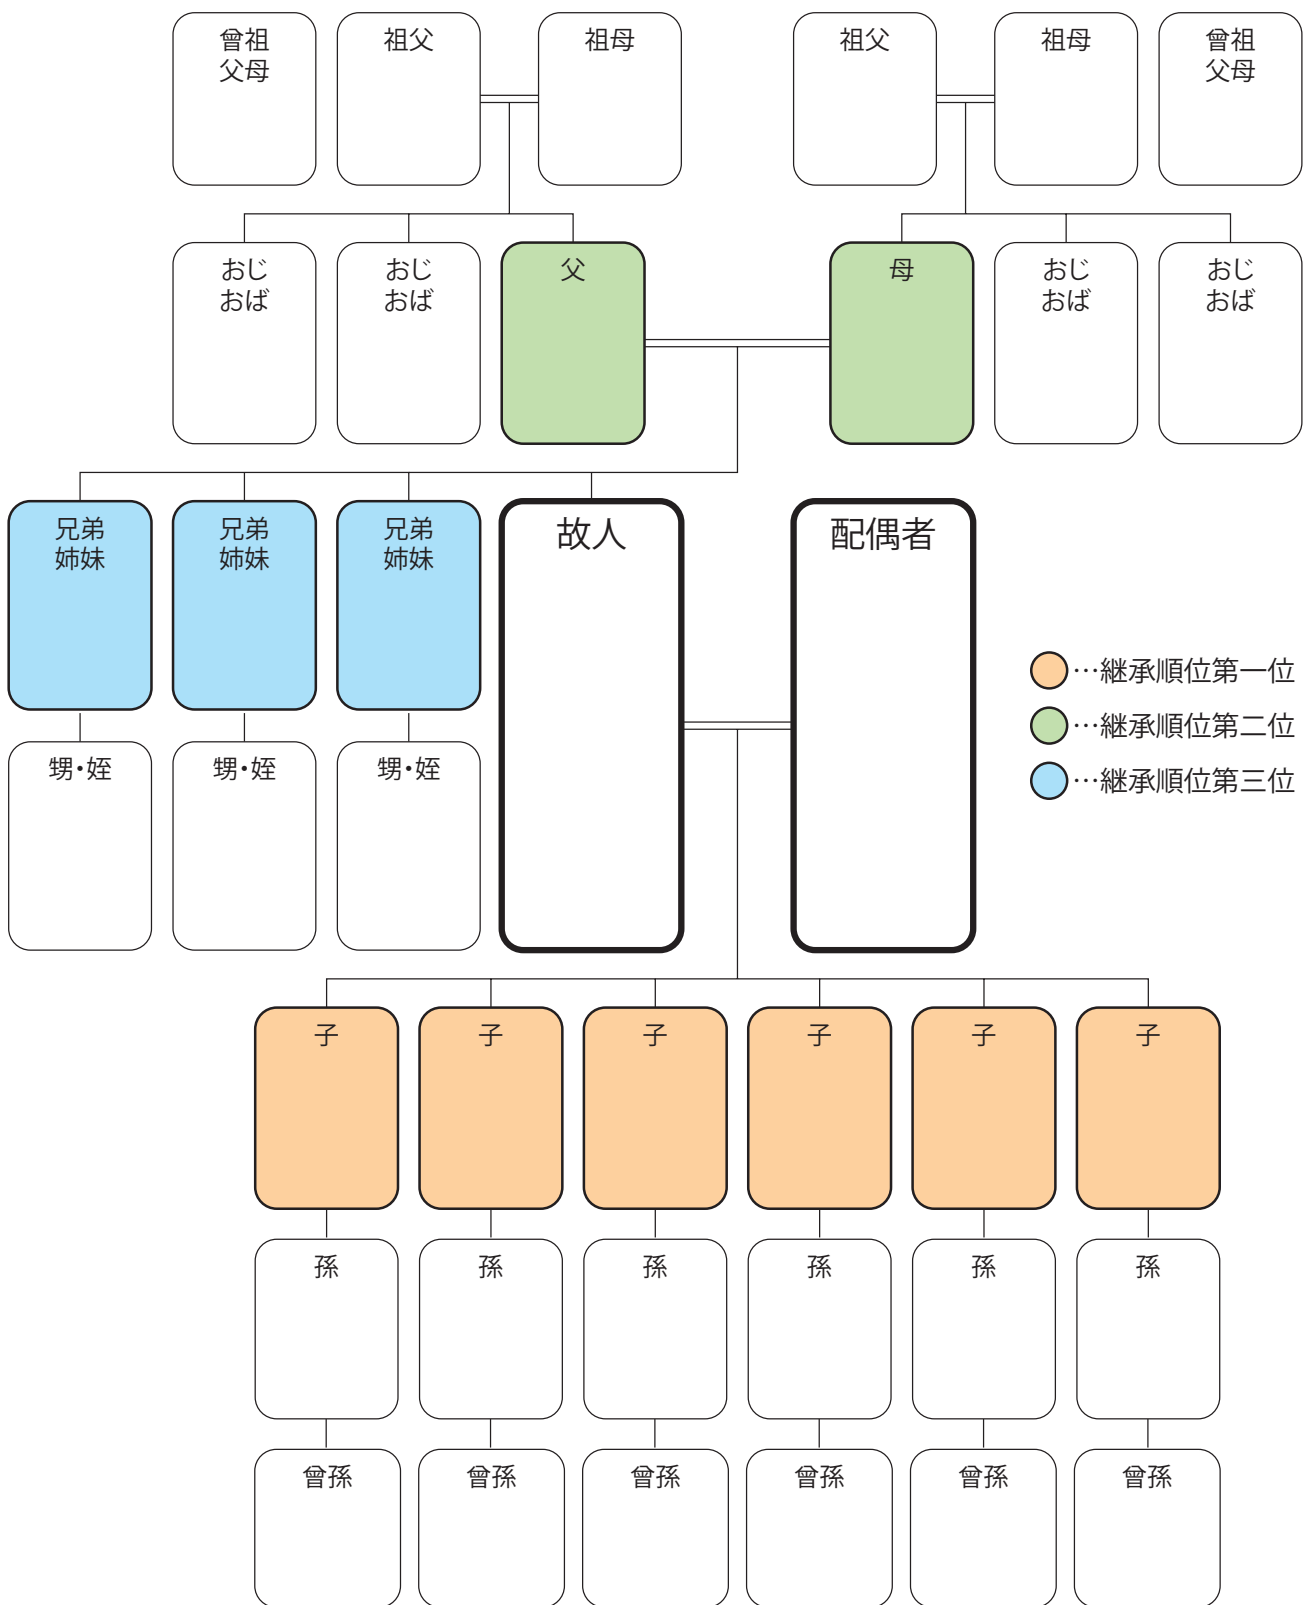 曾祖
父母
祖父
祖母
祖父
祖母
曾祖
父母
おじ
おば
おじ
おば
父
母
おじ
おば
おじ
おば
兄弟
姉妹
兄弟
姉妹
兄弟
姉妹
故人
配偶者
…継承順位第一位
…継承順位第二位
…継承順位第三位
甥・姪
甥・姪
甥・姪
子
子
子
子
子
子
孫
孫
孫
孫
孫
孫
曾孫
曾孫
曾孫
曾孫
曾孫
曾孫